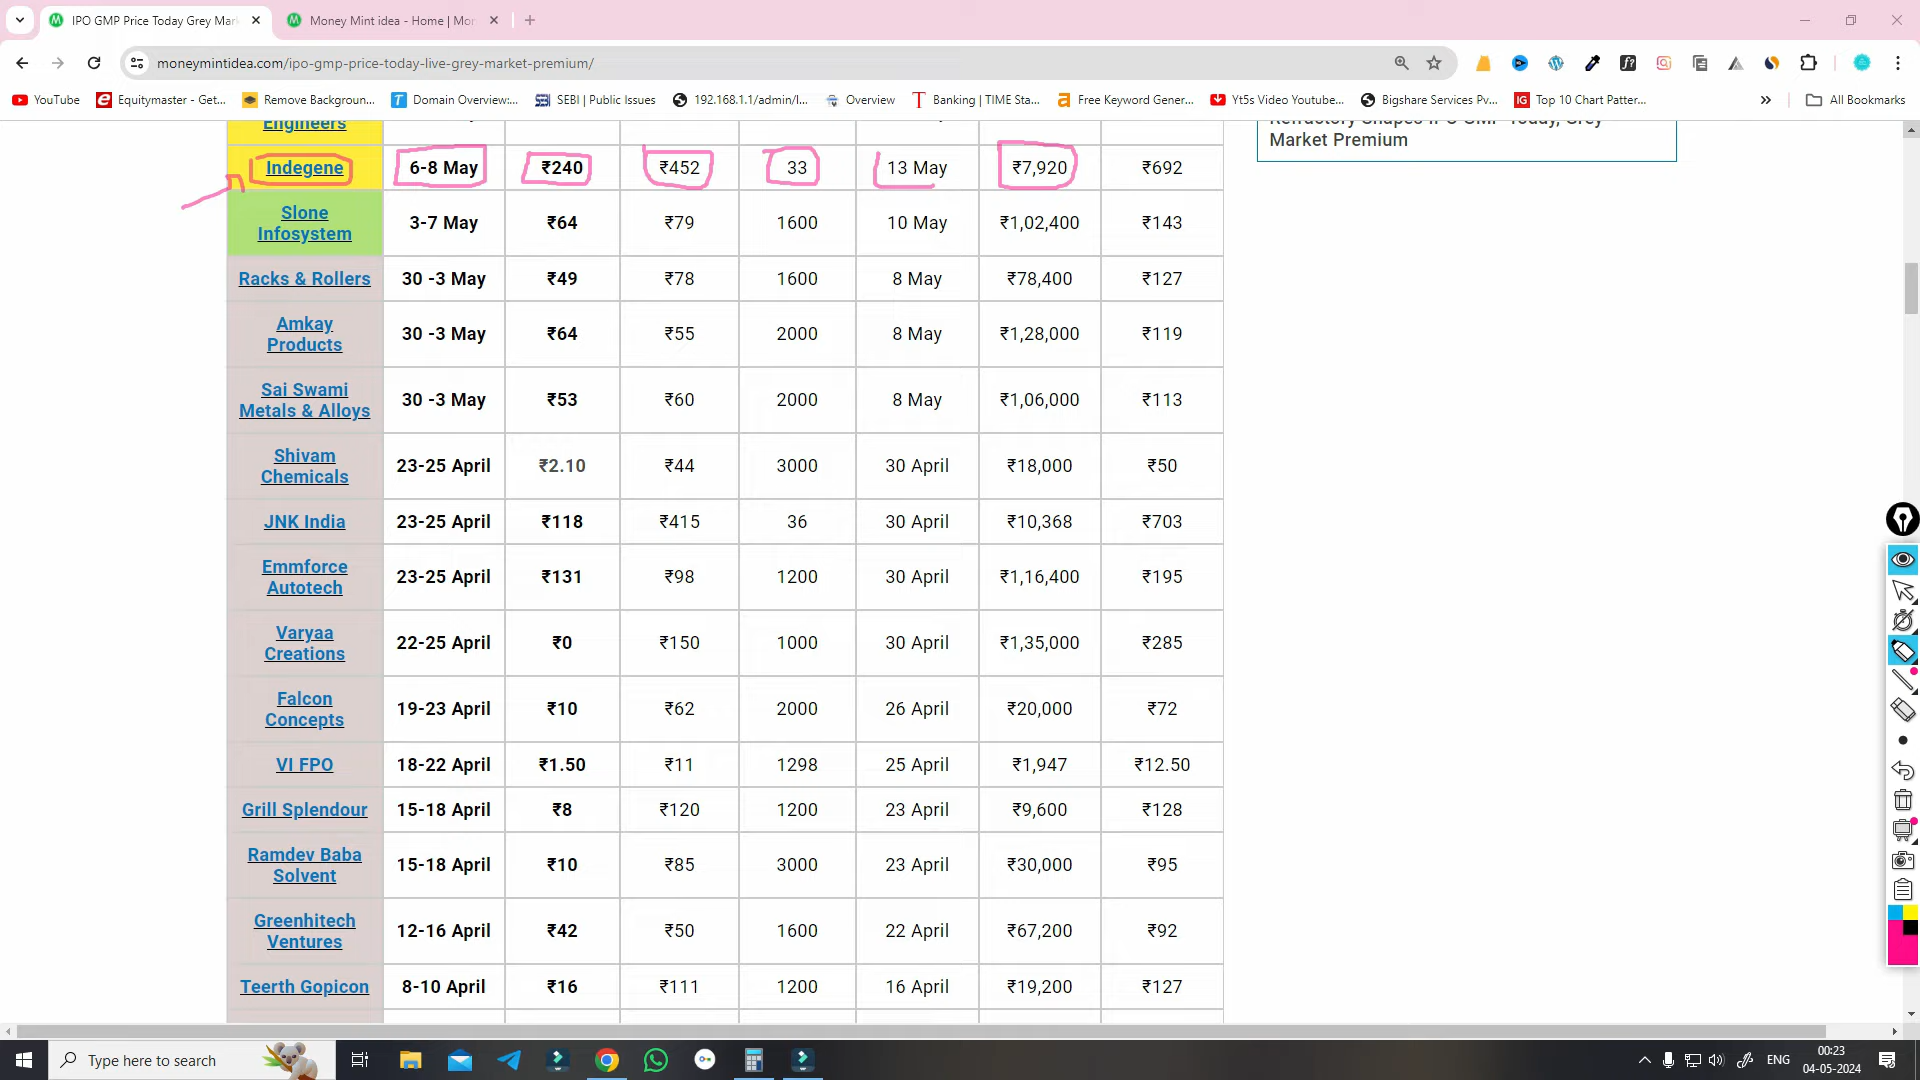 IPO GMP Price Today Grey Mar
Money Mint idea - Home | Mon
moneymintidea.com/ipo-gmp-price-today-live-grey-market-premium/
YouTube
Equitymaster - Get...
Remove Backgroun...
Domain Overview:...
SEBI | Public Issues
192.168.1.1/admin/l...
Overview
Banking | TIME Sta...
Free Keyword Gener...
Yt5s Video Youtube...
Bigshare Services Pv...
Top 10 Chart Patter...
All Bookmarks
Engineers
Refractory Shapes IPO GMP Today, Grey
Market Premium
Indegene 6-8 May ₹240 ₹452 33 13 May ₹7,920 ₹692
Slone
Infosystem 3-7 May ₹64 ₹79 1600 10 May ₹1,02,400 ₹143
Racks & Rollers 30 -3 May ₹49 ₹78 1600 8 May ₹78,400 ₹127
Amkay
Products 30 -3 May ₹64 ₹55 2000 8 May ₹1,28,000 ₹119
Sai Swami
Metals & Alloys 30 -3 May ₹53 ₹60 2000 8 May ₹1,06,000 ₹113
Shivam
Chemicals 23-25 April ₹2.10 ₹44 3000 30 April ₹18,000 ₹50
JNK India 23-25 April ₹118 ₹415 36 30 April ₹10,368 ₹703
Emmforce
Autotech 23-25 April ₹131 ₹98 1200 30 April ₹1,16,400 ₹195
Varyaa
Creations 22-25 April ₹0 ₹150 1000 30 April ₹1,35,000 ₹285
Falcon
Concepts 19-23 April ₹10 ₹62 2000 26 April ₹20,000 ₹72
VI FPO 18-22 April ₹1.50 ₹11 1298 25 April ₹1,947 ₹12.50
Grill Splendour 15-18 April ₹8 ₹120 1200 23 April ₹9,600 ₹128
Ramdev Baba
Solvent 15-18 April ₹10 ₹85 3000 23 April ₹30,000 ₹95
Greenhitech
Ventures 12-16 April ₹42 ₹50 1600 22 April ₹67,200 ₹92
Teerth Gopicon 8-10 April ₹16 ₹111 1200 16 April ₹19,200 ₹127
Type here to search
ENG
00:23
04-05-2024